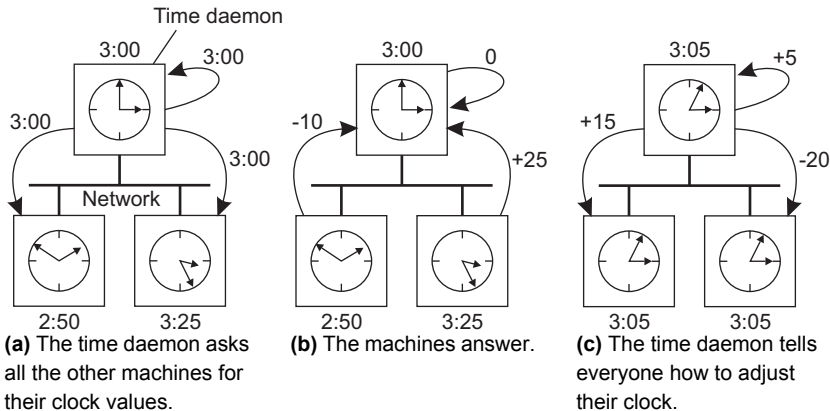 Time daemon
3:00
3:00
3:00
3:00
Network
2:50
3:25
(a) The time daemon asks
all the other machines for
their clock values.
3:00
0
-10
+25
2:50
3:25
(b) The machines answer.
3:05
+5
+15
-20
3:05
3:05
(c) The time daemon tells
everyone how to adjust
their clock.